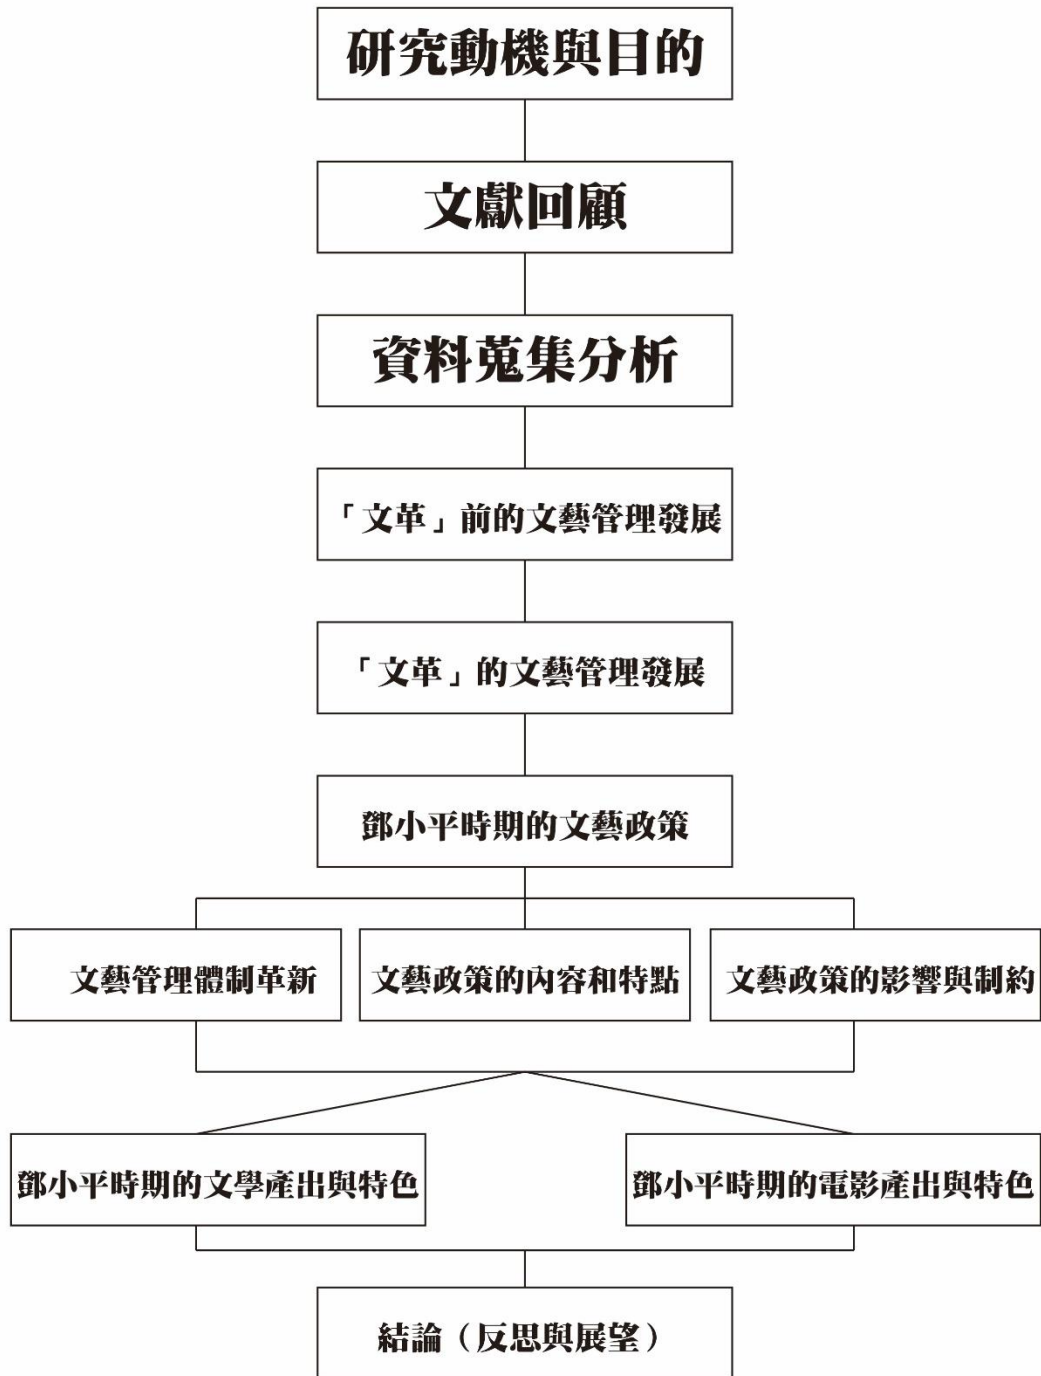 研究動機與目的
文獻回顧
資料蒐集分析
「文革」前的文藝管理發展
「文革」的文藝管理發展
鄧小平時期的文藝政策
文藝管理體制革新
文藝政策的內容和特點
文藝政策的影響與制約
鄧小平時期的文學產出與特色
鄧小平時期的電影產出與特色
結論（反思與展望）